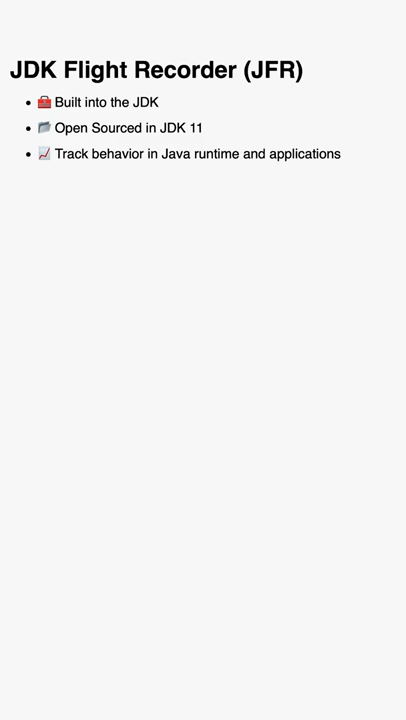 JDK Flight Recorder (JFR)
• 🧰 Built into the JDK
• 📂 Open Sourced in JDK 11
• 📈 Track behavior in Java runtime and applications